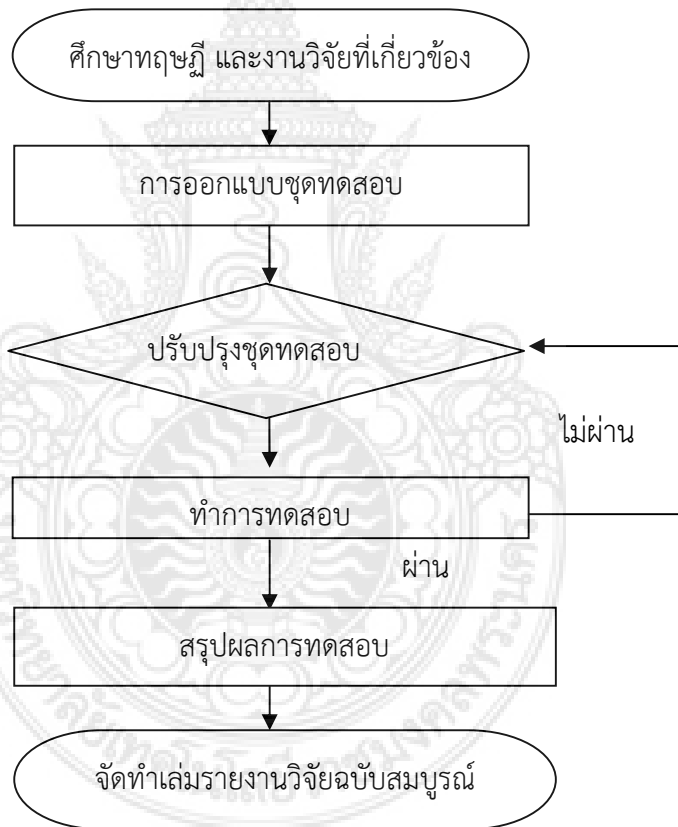 ศึกษาทฤษฏี และงานวิจัยที่เกี่ยวข้อง
การออกแบบชุดทดสอบ
ปรับปรุงชุดทดสอบ
ไม่ผ่าน
ทำการทดสอบ
ผ่าน
สรุปผลการทดสอบ
จัดทำเล่มรายงานวิจัยฉบับสมบูรณ์